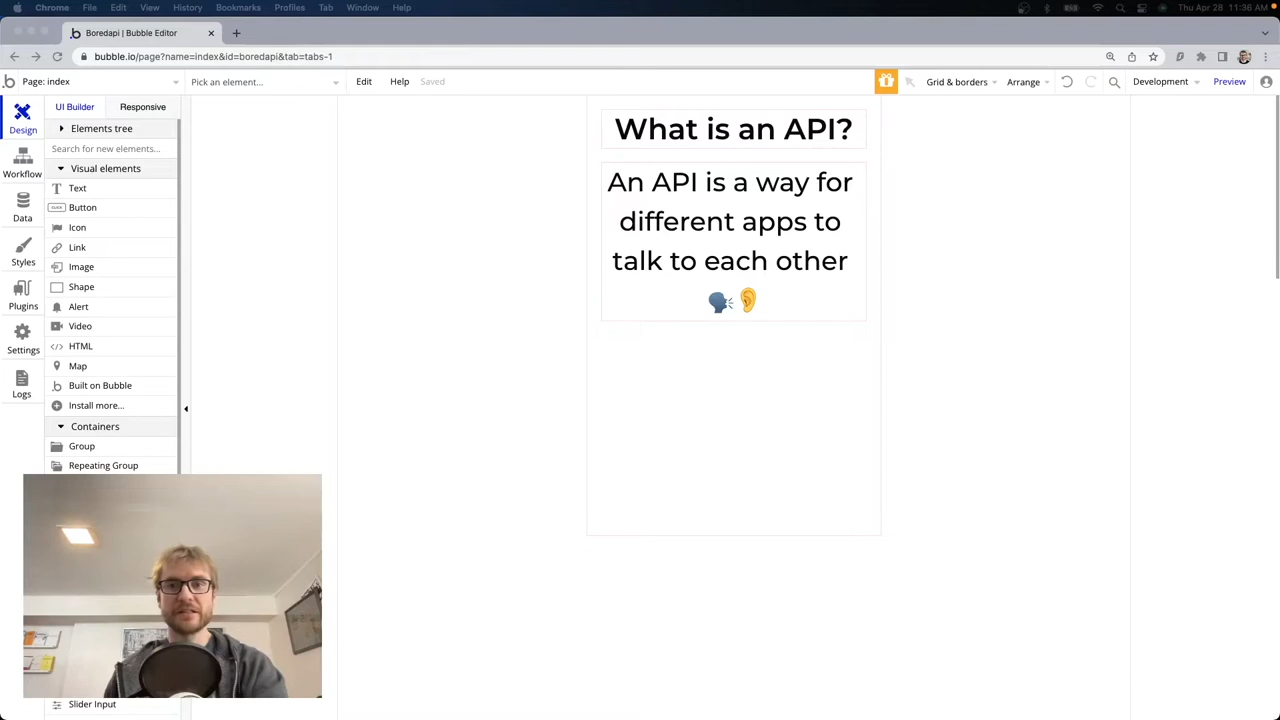 Chrome File Edit View History Bookmarks Profiles Tab Window Help Thu Apr 28 11:36 AM
Boredapi | Bubble Editor
bubble.io/page?name=index&id=boredapi&tab=tabs-1
Page: index Pick an element... Edit Help Saved Grid & borders Arrange Development Preview
UI Builder Responsive
Design
Workflow
Data
Styles
Plugins
Settings
Logs
Elements tree
Search for new elements...
Visual elements
Text
CLICK Button
Icon
Link
Image
Shape
Alert
Video
HTML
Map
Built on Bubble
Install more...
Containers
Group
Repeating Group
Slider Input
What is an API?
An API is a way for
different apps to
talk to each other
🗣️👂